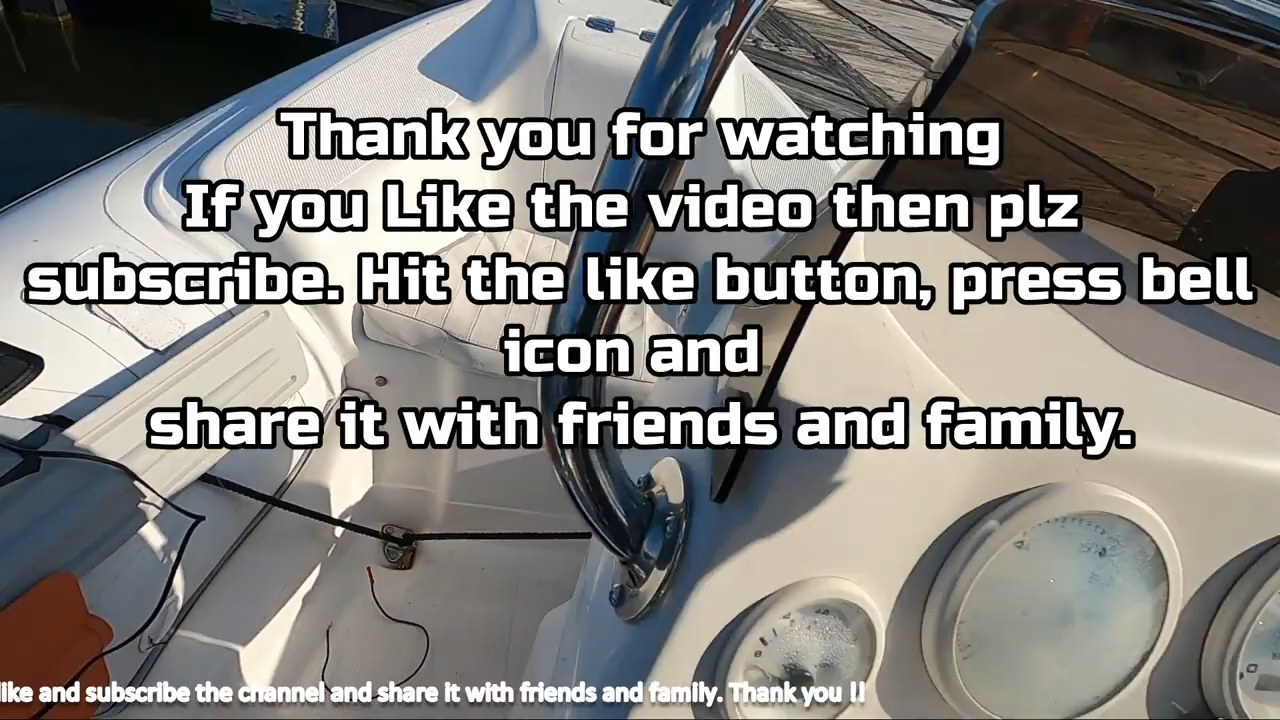 Thank you for watching
If you Like the video then plz
subscribe. Hit the like button, press bell
icon and
share it with friends and family.
like and subscribe the channel and share it with friends and family. Thank you !!